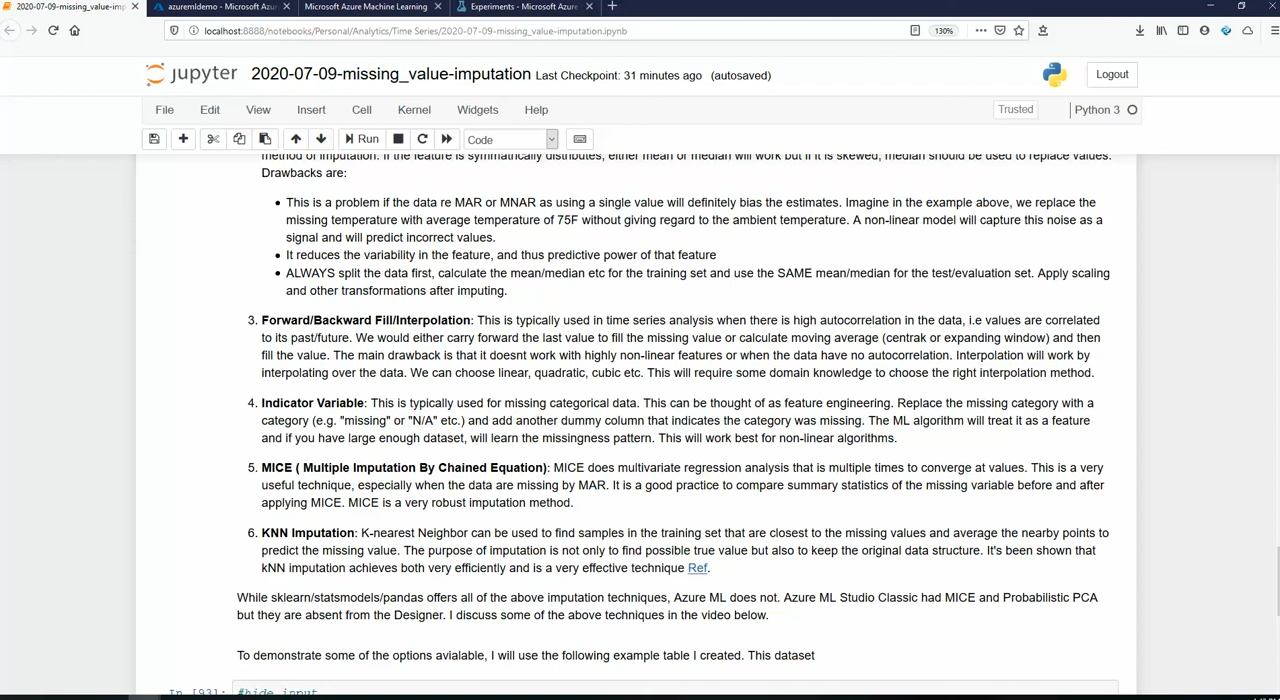 2020-07-09-missing_value-imp
azuremldemo - Microsoft Azur
Microsoft Azure Machine Learning
Experiments - Microsoft Azure
localhost:8888/notebooks/Personal/Analytics/Time Series/2020-07-09-missing_value-imputation.ipynb
130%
jupyter 2020-07-09-missing_value-imputation Last Checkpoint: 31 minutes ago (autosaved)
Logout
File Edit View Insert Cell Kernel Widgets Help
Trusted
Python 3
Run
Code
method of imputation. If the feature is symmatrically distributes, either mean or median will work but if it is skewed, median should be used to replace values.
Drawbacks are:
• This is a problem if the data re MAR or MNAR as using a single value will definitely bias the estimates. Imagine in the example above, we replace the
missing temperature with average temperature of 75F without giving regard to the ambient temperature. A non-linear model will capture this noise as a
signal and will predict incorrect values.
• It reduces the variability in the feature, and thus predictive power of that feature
• ALWAYS split the data first, calculate the mean/median etc for the training set and use the SAME mean/median for the test/evaluation set. Apply scaling
and other transformations after imputing.
3. Forward/Backward Fill/Interpolation: This is typically used in time series analysis when there is high autocorrelation in the data, i.e values are correlated
to its past/future. We would either carry forward the last value to fill the missing value or calculate moving average (centrak or expanding window) and then
fill the value. The main drawback is that it doesnt work with highly non-linear features or when the data have no autocorrelation. Interpolation will work by
interpolating over the data. We can choose linear, quadratic, cubic etc. This will require some domain knowledge to choose the right interpolation method.
4. Indicator Variable: This is typically used for missing categorical data. This can be thought of as feature engineering. Replace the missing category with a
category (e.g. "missing" or "N/A" etc.) and add another dummy column that indicates the category was missing. The ML algorithm will treat it as a feature
and if you have large enough dataset, will learn the missingness pattern. This will work best for non-linear algorithms.
5. MICE ( Multiple Imputation By Chained Equation): MICE does multivariate regression analysis that is multiple times to converge at values. This is a very
useful technique, especially when the data are missing by MAR. It is a good practice to compare summary statistics of the missing variable before and after
applying MICE. MICE is a very robust imputation method.
6. KNN Imputation: K-nearest Neighbor can be used to find samples in the training set that are closest to the missing values and average the nearby points to
predict the missing value. The purpose of imputation is not only to find possible true value but also to keep the original data structure. It's been shown that
kNN imputation achieves both very efficiently and is a very effective technique Ref.
While sklearn/statsmodels/pandas offers all of the above imputation techniques, Azure ML does not. Azure ML Studio Classic had MICE and Probabilistic PCA
but they are absent from the Designer. I discuss some of the above techniques in the video below.
To demonstrate some of the options avialable, I will use the following example table I created. This dataset
In [93]: #hide_input